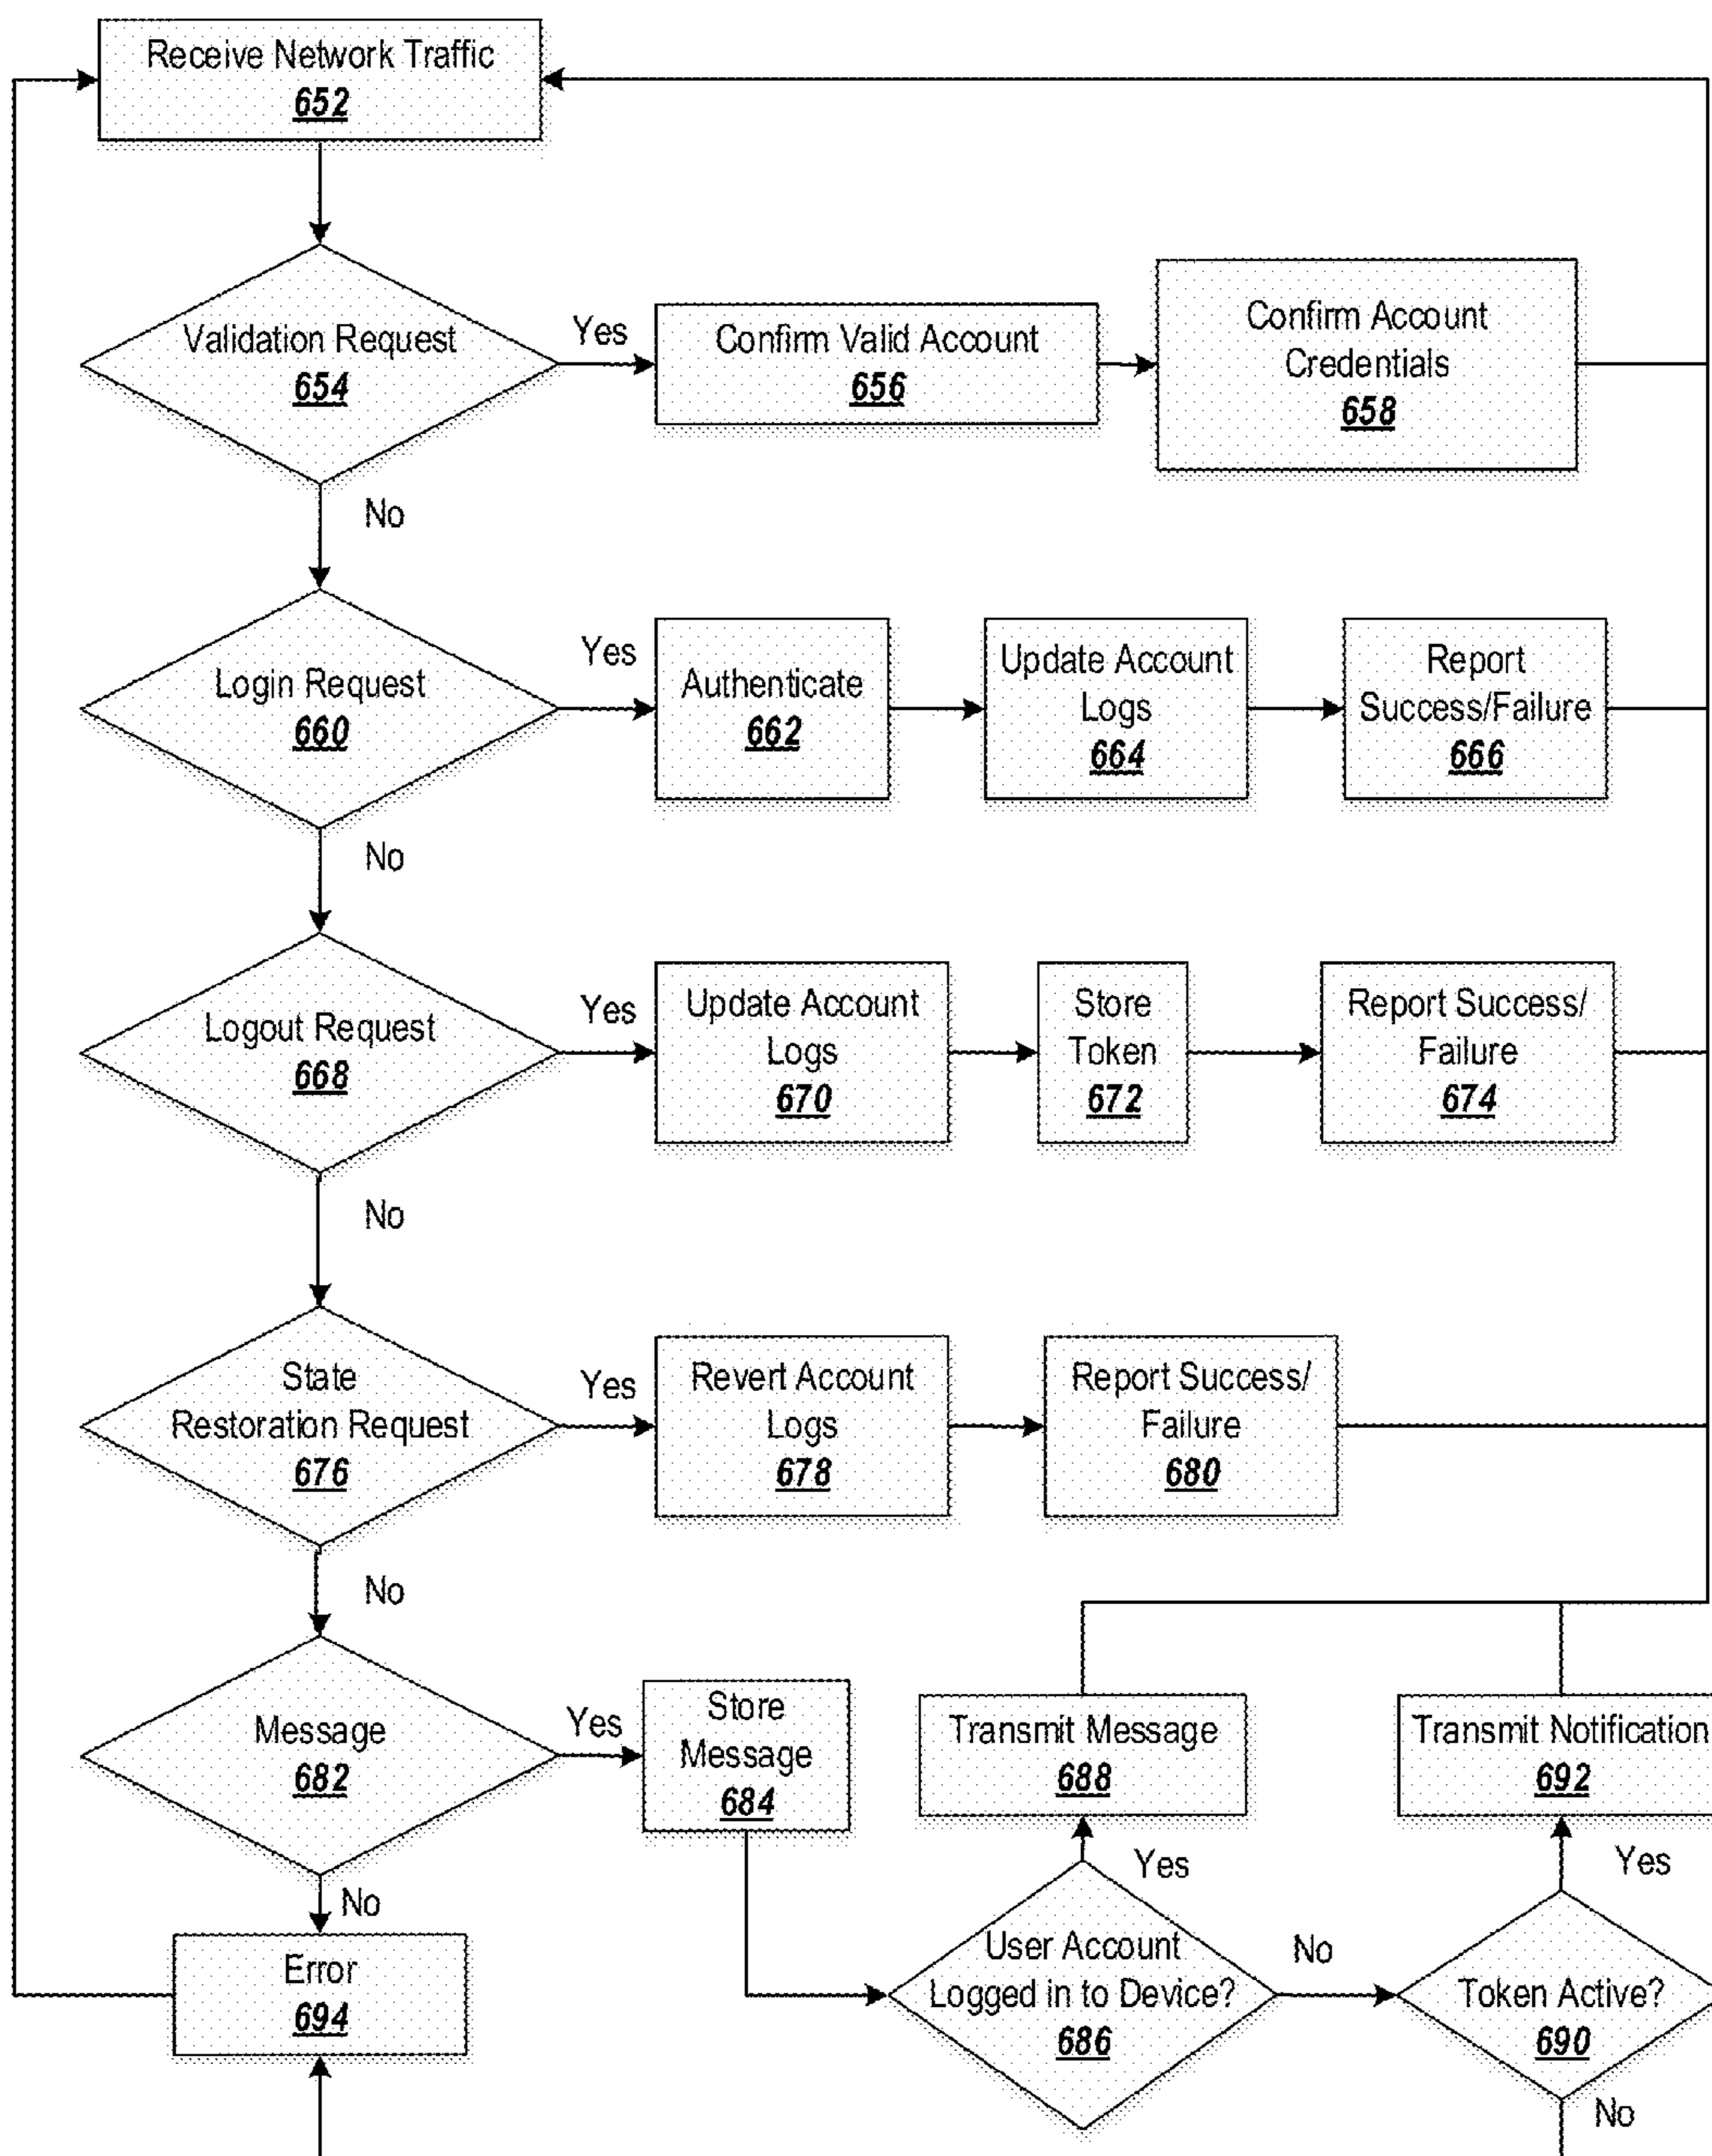 Receive Network Traffic
652
Validation Request
654
Yes
Confirm Valid Account
656
Confirm Account
Credentials
658
No
Login Request
660
Yes
Authenticate
662
Update Account
Logs
664
Report
Success/Failure
666
No
Logout Request
668
Yes
Update Account
Logs
670
Store
Token
672
Report Success/
Failure
674
No
State
Restoration Request
676
Yes
Revert Account
Logs
678
Report Success/
Failure
680
No
Message
682
Yes
Store
Message
684
Transmit Message
688
Transmit Notification
692
Yes
Yes
No
Error
694
User Account
Logged in to Device?
686
No
Token Active?
690
No